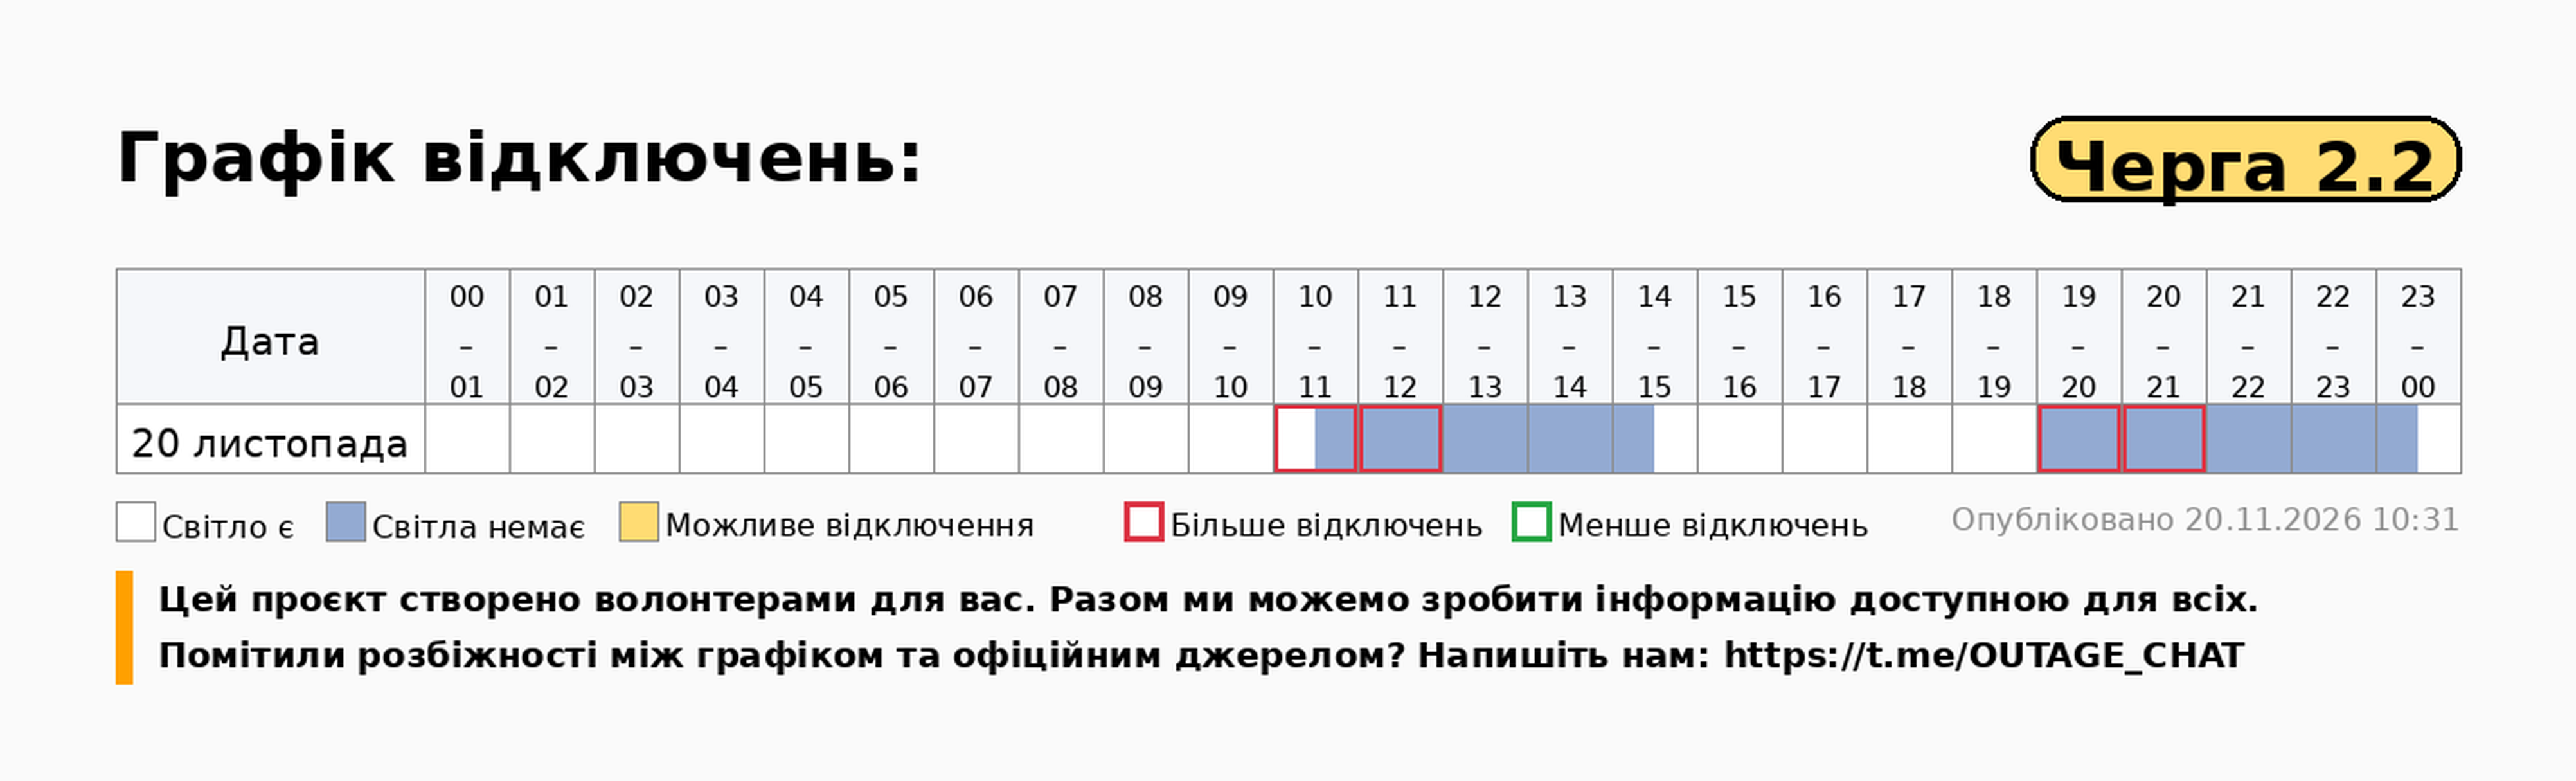 Графік відключень:
Черга 2.2
Дата
00 – 01
01 – 02
02 – 03
03 – 04
04 – 05
05 – 06
06 – 07
07 – 08
08 – 09
09 – 10
10 – 11
11 – 12
12 – 13
13 – 14
14 – 15
15 – 16
16 – 17
17 – 18
18 – 19
19 – 20
20 – 21
21 – 22
22 – 23
23 – 00
20 листопада
Світло є
Світла немає
Можливе відключення
Більше відключень
Менше відключень
Опубліковано 20.11.2026 10:31
Цей проєкт створено волонтерами для вас. Разом ми можемо зробити інформацію доступною для всіх.
Помітили розбіжності між графіком та офіційним джерелом? Напишіть нам: https://t.me/OUTAGE_CHAT